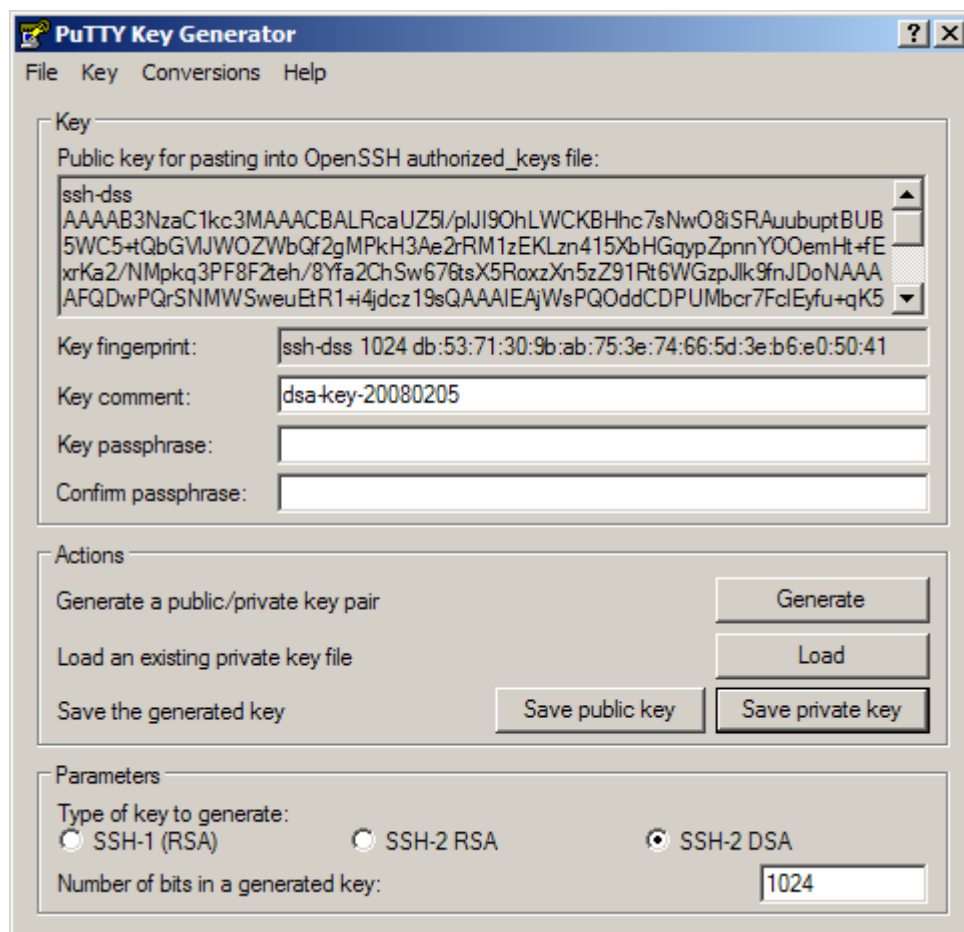 PuTTY Key Generator
File Key Conversions Help
Key
Public key for pasting into OpenSSH authorized_keys file:
ssh-dss
AAAAB3NzaC1kc3MAAACBALRcaUZ5l/plJI9OhLWCKBHhc7sNwO8iSRAuubuptBUB
5WC5+tQbGVlJWOZWbQf2gMPkH3Ae2rRM1zEKLzn415XbHGqypZpnnYOOemHt+fE
xrKa2/NMpkq3PF8F2teh/8Yfa2ChSw676tsX5RoxzXn5zZ91Rt6WGzpJlk9fnJDoNAAA
AFQDwPQrSNMWSweuEtR1+i4jdcz19sQAAAIEAjWsPQOddCDPUMbcr7FclEyfu+qK5
Key fingerprint: ssh-dss 1024 db:53:71:30:9b:ab:75:3e:74:66:5d:3e:b6:e0:50:41
Key comment: dsa-key-20080205
Key passphrase:
Confirm passphrase:
Actions
Generate a public/private key pair Generate
Load an existing private key file Load
Save the generated key Save public key Save private key
Parameters
Type of key to generate:
SSH-1 (RSA) SSH-2 RSA SSH-2 DSA
Number of bits in a generated key: 1024